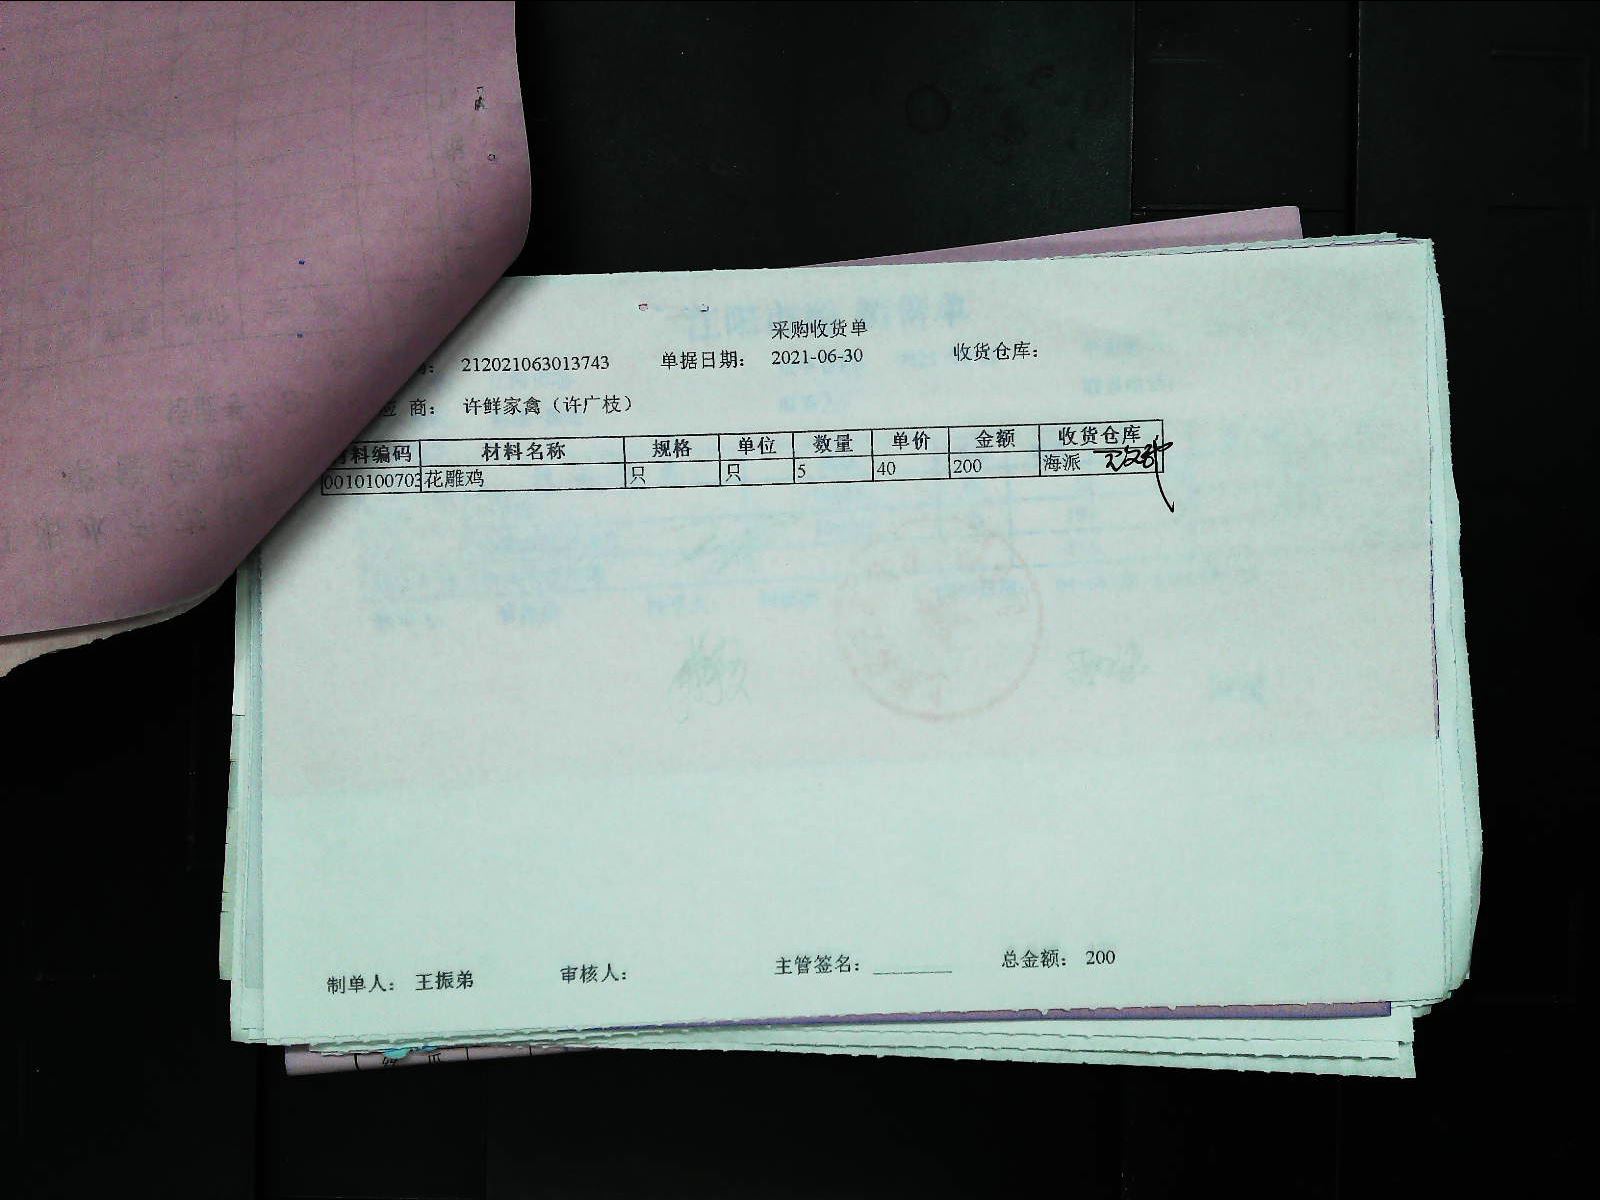 采购收货单
212021063013743 单据日期： 2021-06-30 收货仓库：
商： 许鲜家禽（许广枝）
料编码 材料名称 规格 单位 数量 单价 金额 收货仓库
0010100703 花雕鸡 只 只 5 40 200 海派
制单人： 王振弟 审核人： 主管签名： ________ 总金额： 200